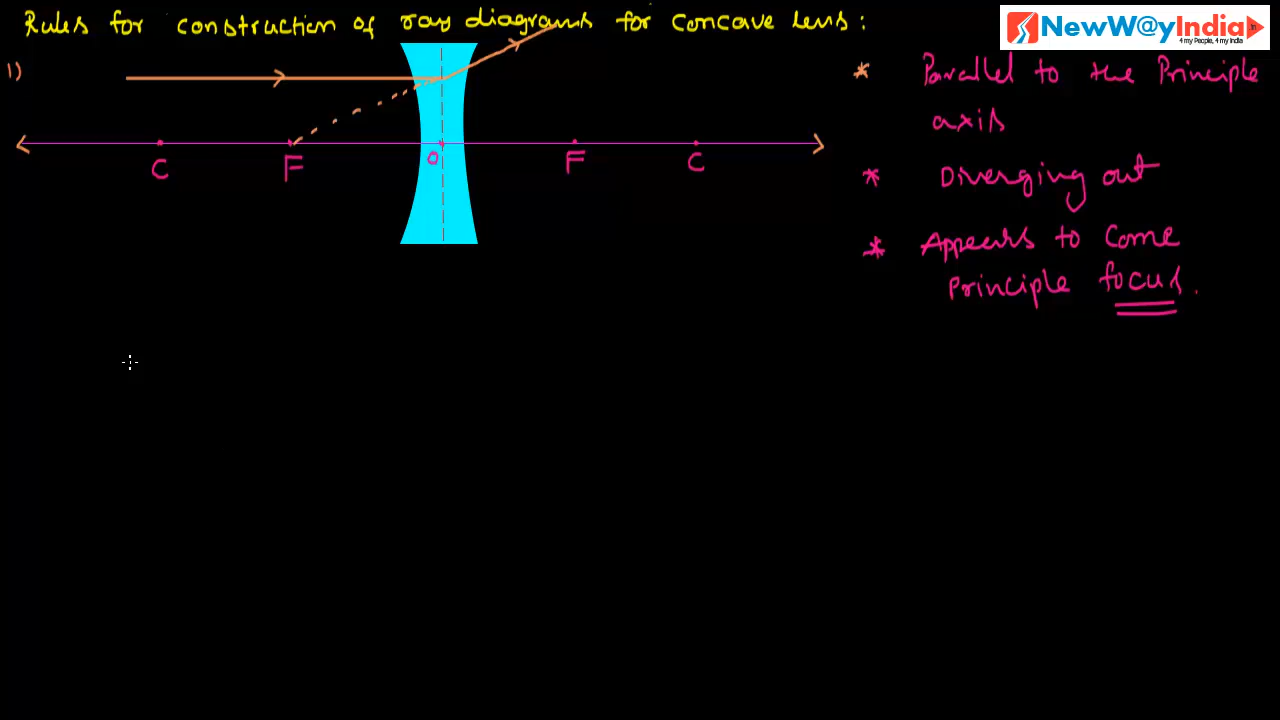 Rules for construction of ray diagrams for concave lens:
NewW@yIndia.in
4 my People, 4 my India
1)
* Parallel to the Principle
axis
C F O F C
* Diverging out
* Appears to come
Principle focus.